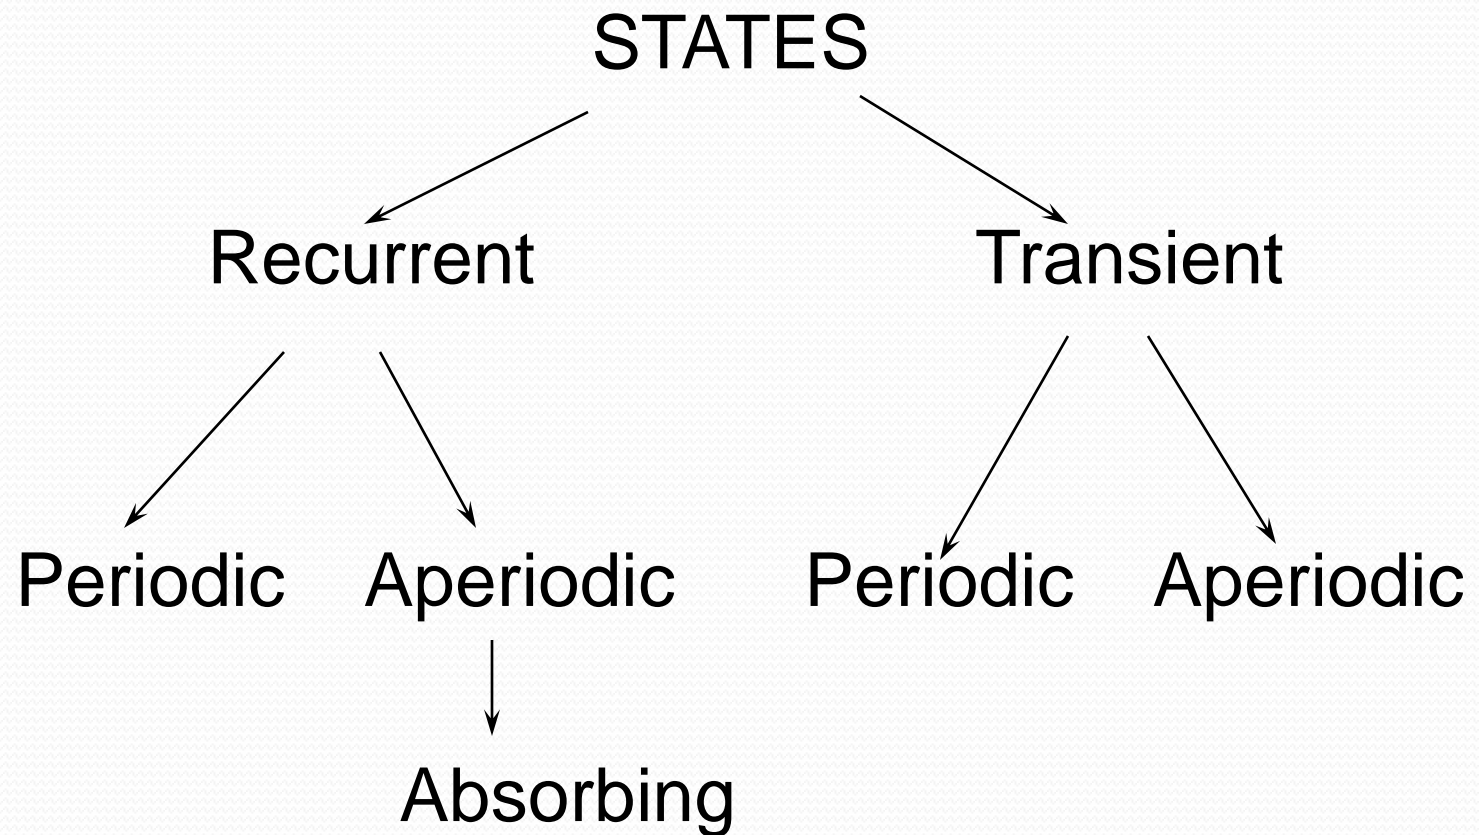 STATES
Recurrent Transient
Periodic Aperiodic Periodic Aperiodic
Absorbing